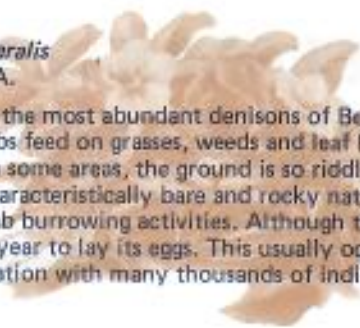 eralis
A.
the most abundant denisons of Be
bs feed on grasses, weeds and leaf l
some areas, the ground is so riddl
aracteristically bare and rocky nat
b burrowing activities. Although t
year to lay its eggs. This usually oc
ation with many thousands of indi